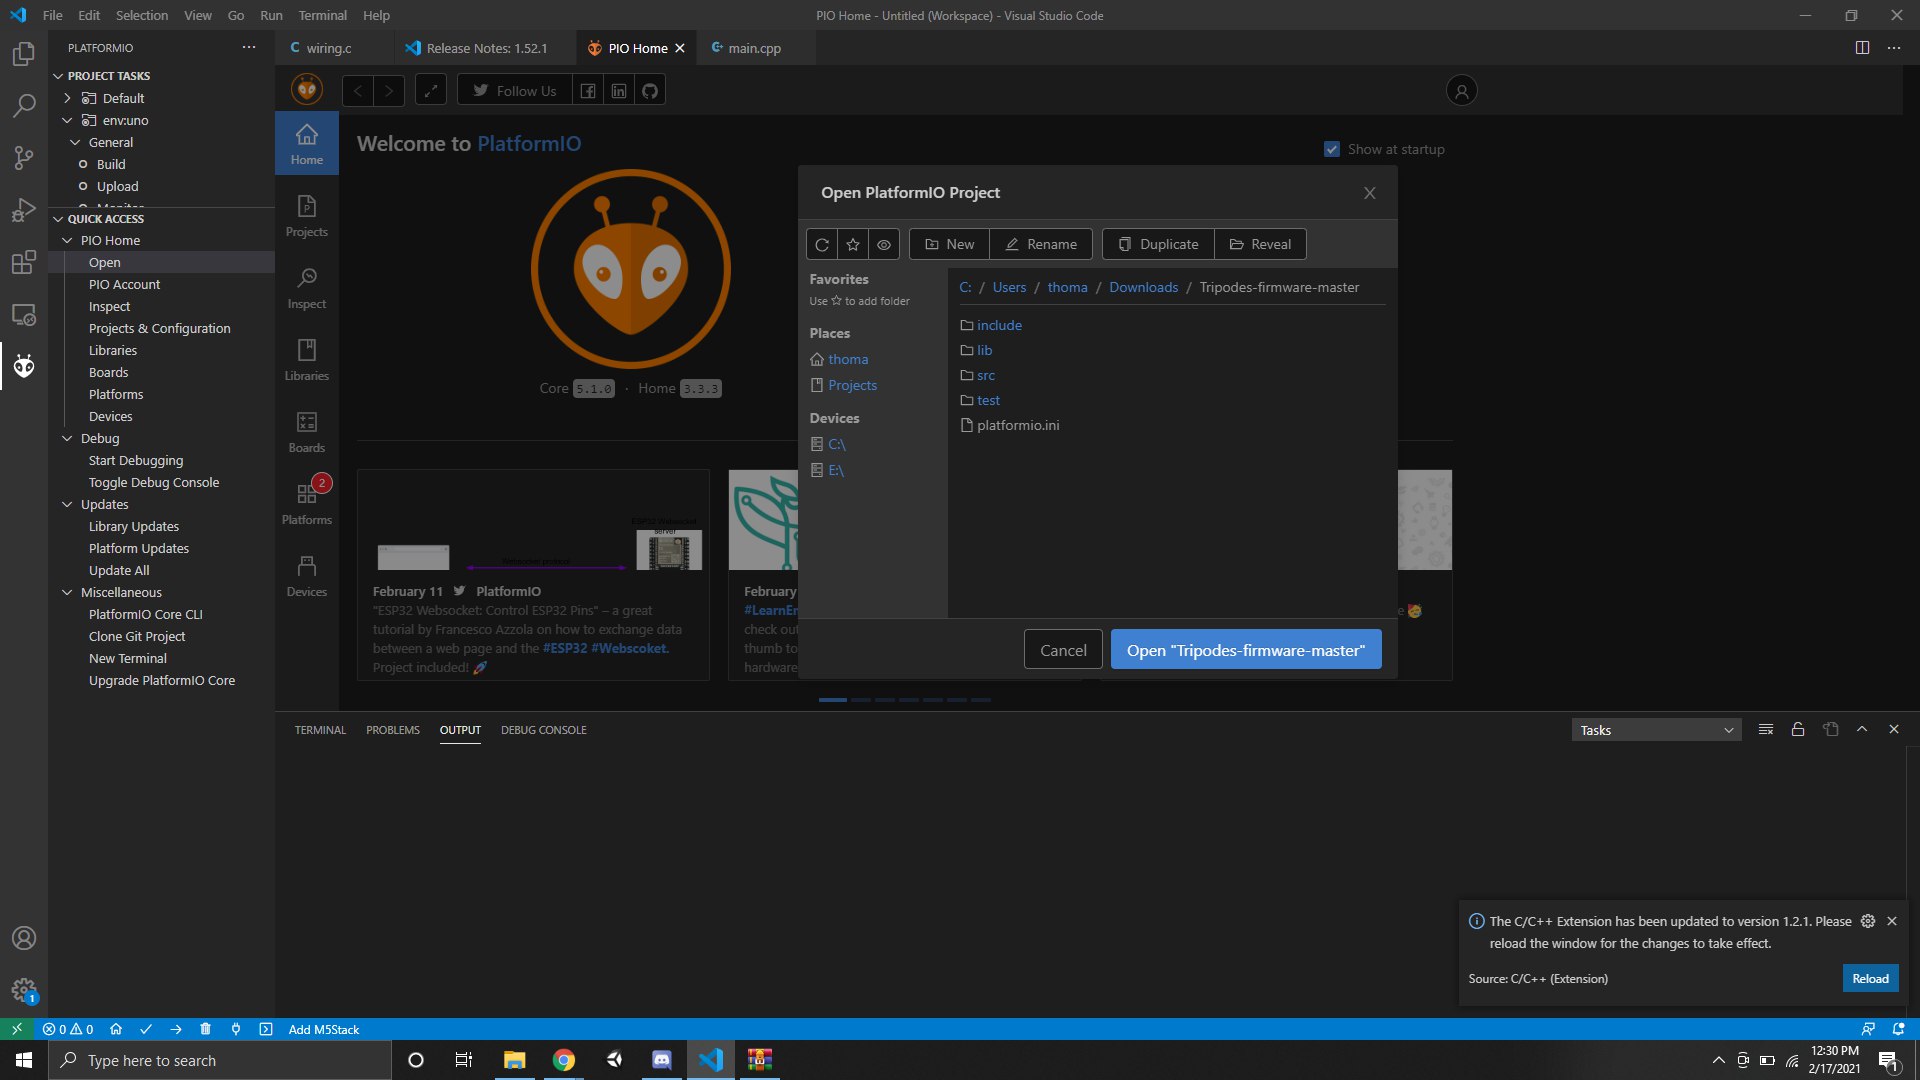 File Edit Selection View Go Run Terminal Help
PIO Home - Untitled (Workspace) - Visual Studio Code
PLATFORMIO
wiring.c
Release Notes: 1.52.1
PIO Home
main.cpp
PROJECT TASKS
Default
env:uno
General
Build
Upload
Monitor
QUICK ACCESS
PIO Home
Open
PIO Account
Inspect
Projects & Configuration
Libraries
Boards
Platforms
Devices
Debug
Start Debugging
Toggle Debug Console
Updates
Library Updates
Platform Updates
Update All
Miscellaneous
PlatformIO Core CLI
Clone Git Project
New Terminal
Upgrade PlatformIO Core
1
Home
Projects
Inspect
Libraries
Boards
2
Platforms
Devices
Follow Us
Welcome to PlatformIO
Show at startup
Core 5.1.0 · Home 3.3.3
ESP32 Websocket
server
Websocket protocol
February 11 PlatformIO
"ESP32 Websocket: Control ESP32 Pins" – a great
tutorial by Francesco Azzola on how to exchange data
between a web page and the #ESP32 #Webscoket.
Project included! 🚀
February
#LearnEm
check out
thumb to
hardware
e 🥳
Open PlatformIO Project
New
Rename
Duplicate
Reveal
Favorites
Use ☆ to add folder
Places
thoma
Projects
Devices
C:\
E:\
C: / Users / thoma / Downloads / Tripodes-firmware-master
include
lib
src
test
platformio.ini
Cancel
Open "Tripodes-firmware-master"
TERMINAL PROBLEMS OUTPUT DEBUG CONSOLE
Tasks
The C/C++ Extension has been updated to version 1.2.1. Please
reload the window for the changes to take effect.
Source: C/C++ (Extension)
Reload
0 0
Add M5Stack
Type here to search
12:30 PM
2/17/2021
1